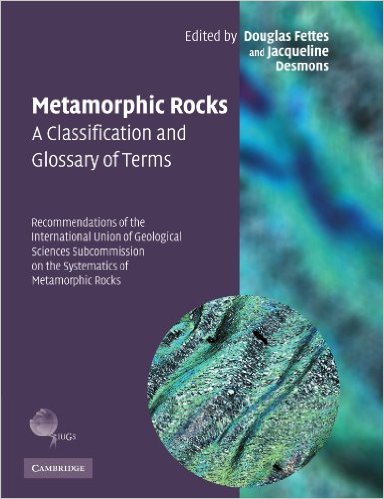 Edited by Douglas Fettes
and Jacqueline
Desmons
Metamorphic Rocks
A Classification and
Glossary of Terms
Recommendations of the
International Union of Geological
Sciences Subcommission
on the Systematics of
Metamorphic Rocks
IUGS
CAMBRIDGE